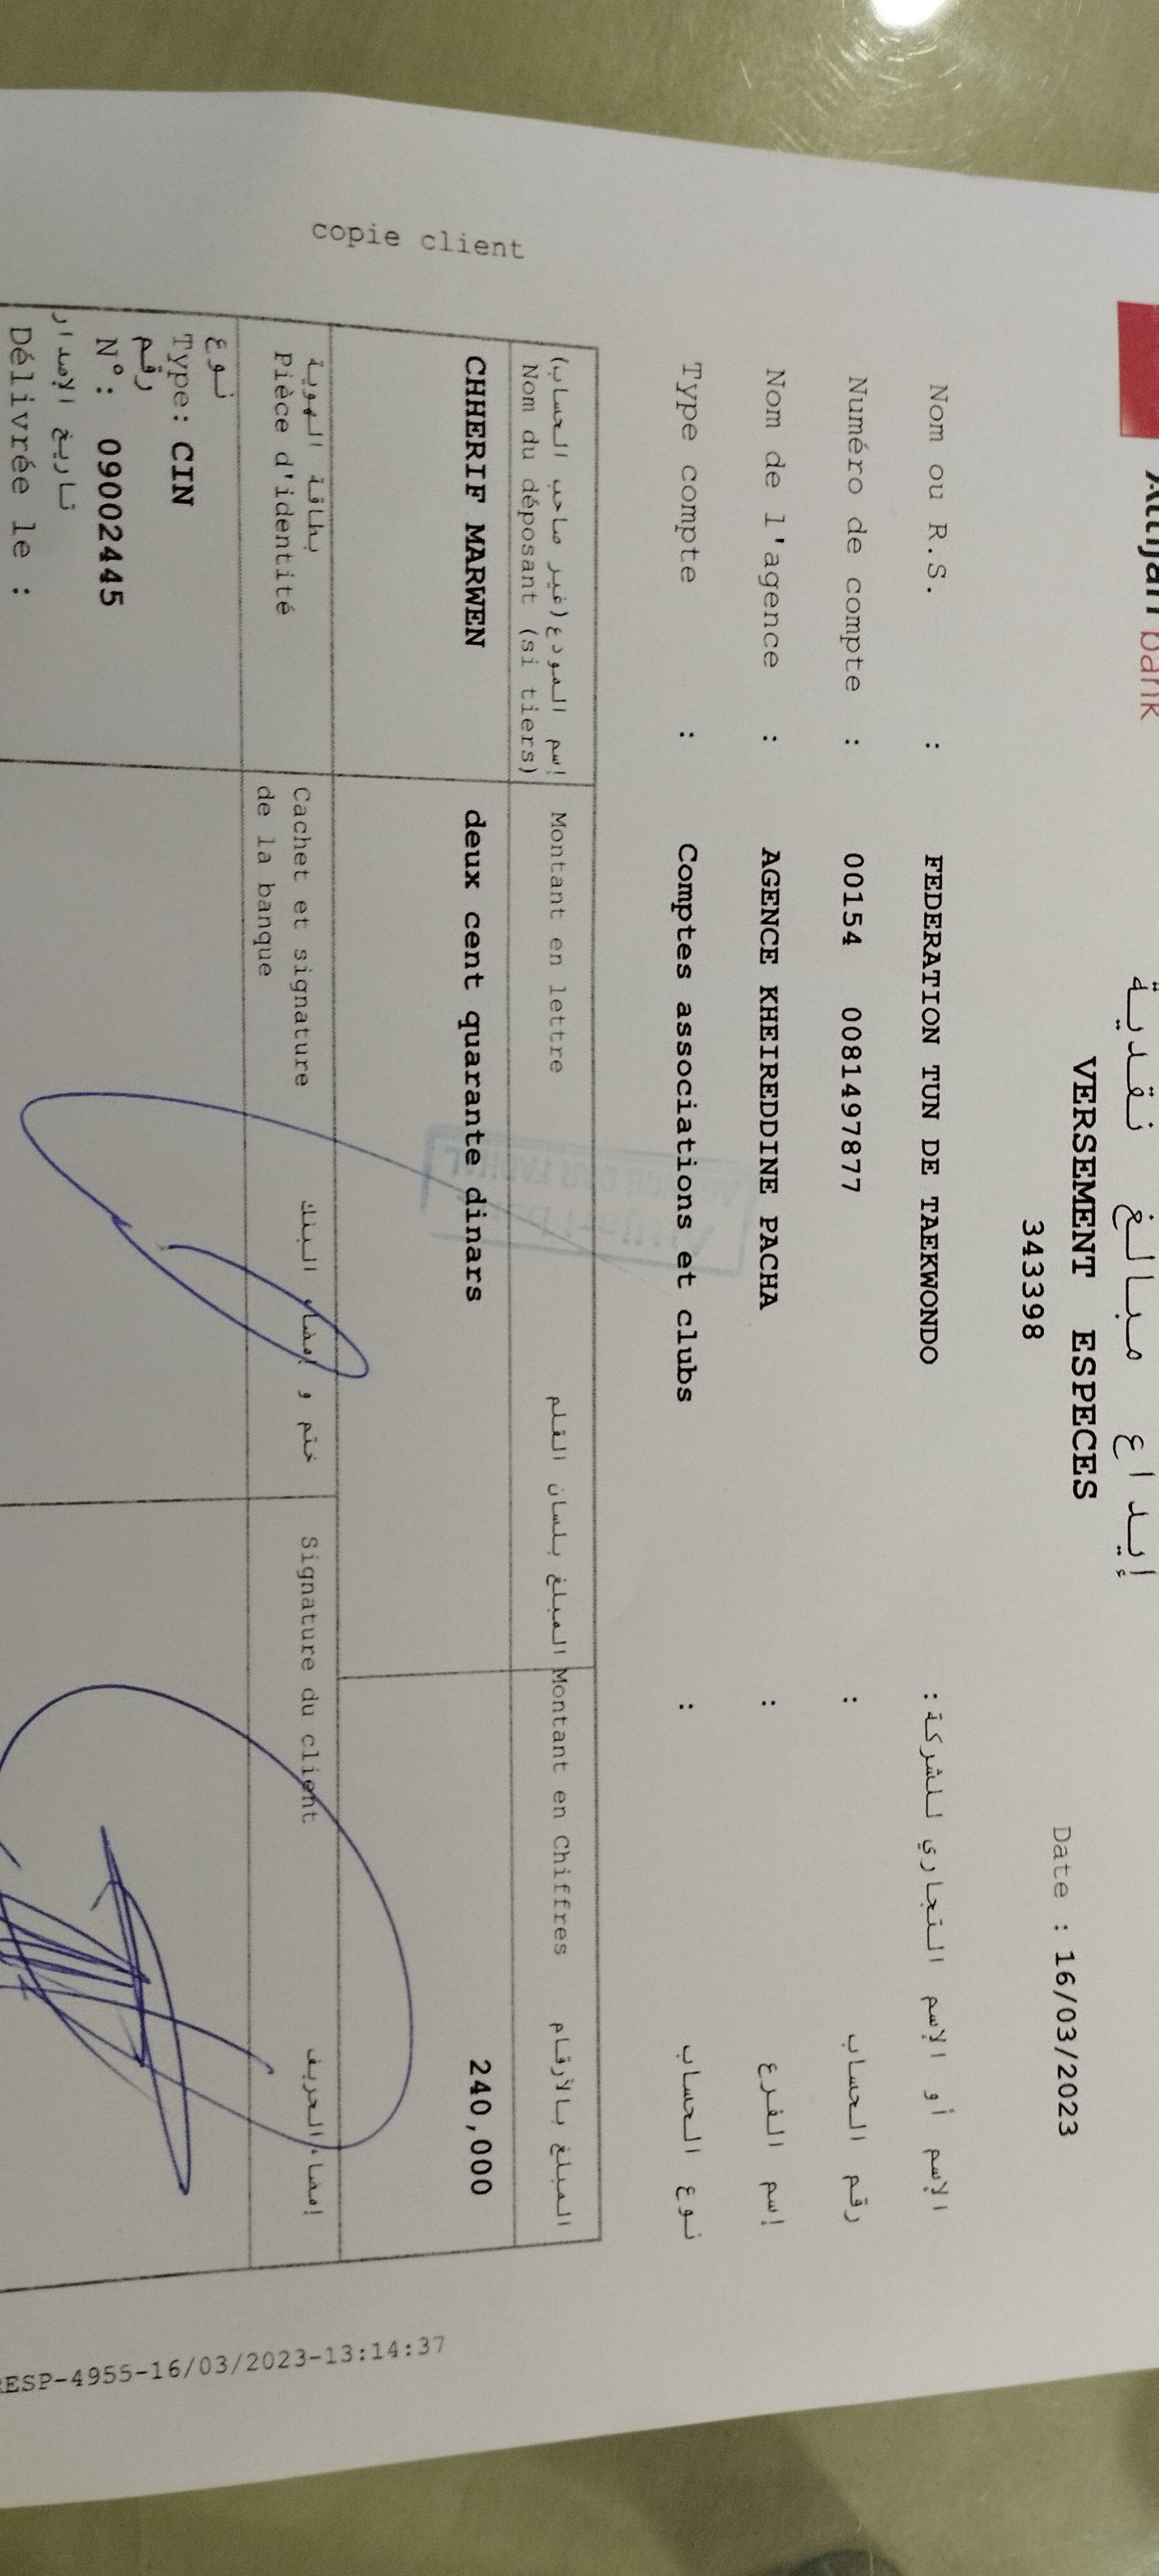 Attijari bank
إيداع مبالغ نقدية
VERSEMENT ESPECES
343398
Date : 16/03/2023
Nom ou R.S. : FEDERATION TUN DE TAEKWONDO الإسم أو الإسم التجاري للشركة:
Numéro de compte : 00154 0081497877 : رقم الحساب
Nom de l'agence : AGENCE KHEIREDDINE PACHA : إسم الفرع
Type compte : Comptes associations et clubs : نوع الحساب
copie client
إسم المودع (غير صاحب الحساب)
Nom du déposant (si tiers)
Montant en lettre المبلغ بلسان القلم
Montant en Chiffres المبلغ بالأرقام
CHHERIF MARWEN
deux cent quarante dinars
240,000
بطاقة الهوية
Pièce d'identité
Cachet et signature ختم و إمضاء البنك
de la banque
Signature du client إمضاء الحريف
نوع
Type: CIN
رقم
N°: 09002445
تاريخ الإصدار
Délivrée le :
ESP-4955-16/03/2023-13:14:37